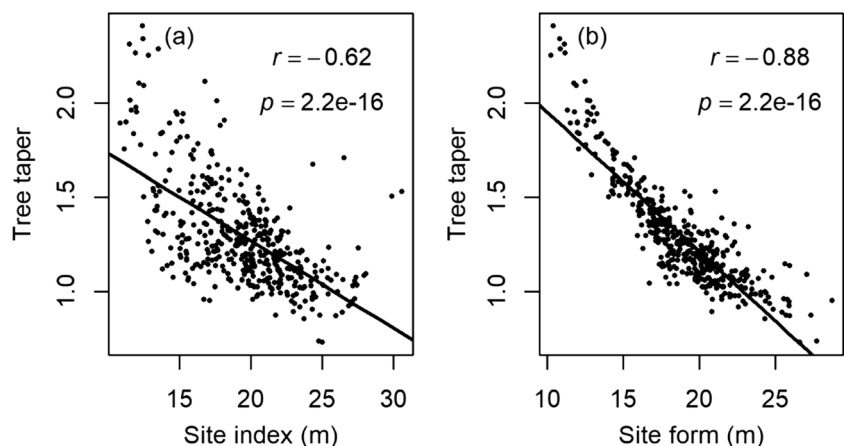 (a)
r = −0.62
p = 2.2e-16
Tree taper
2.0
1.5
1.0
15 20 25 30
Site index (m)
(b)
r = −0.88
p = 2.2e-16
Tree taper
2.0
1.5
1.0
10 15 20 25
Site form (m)